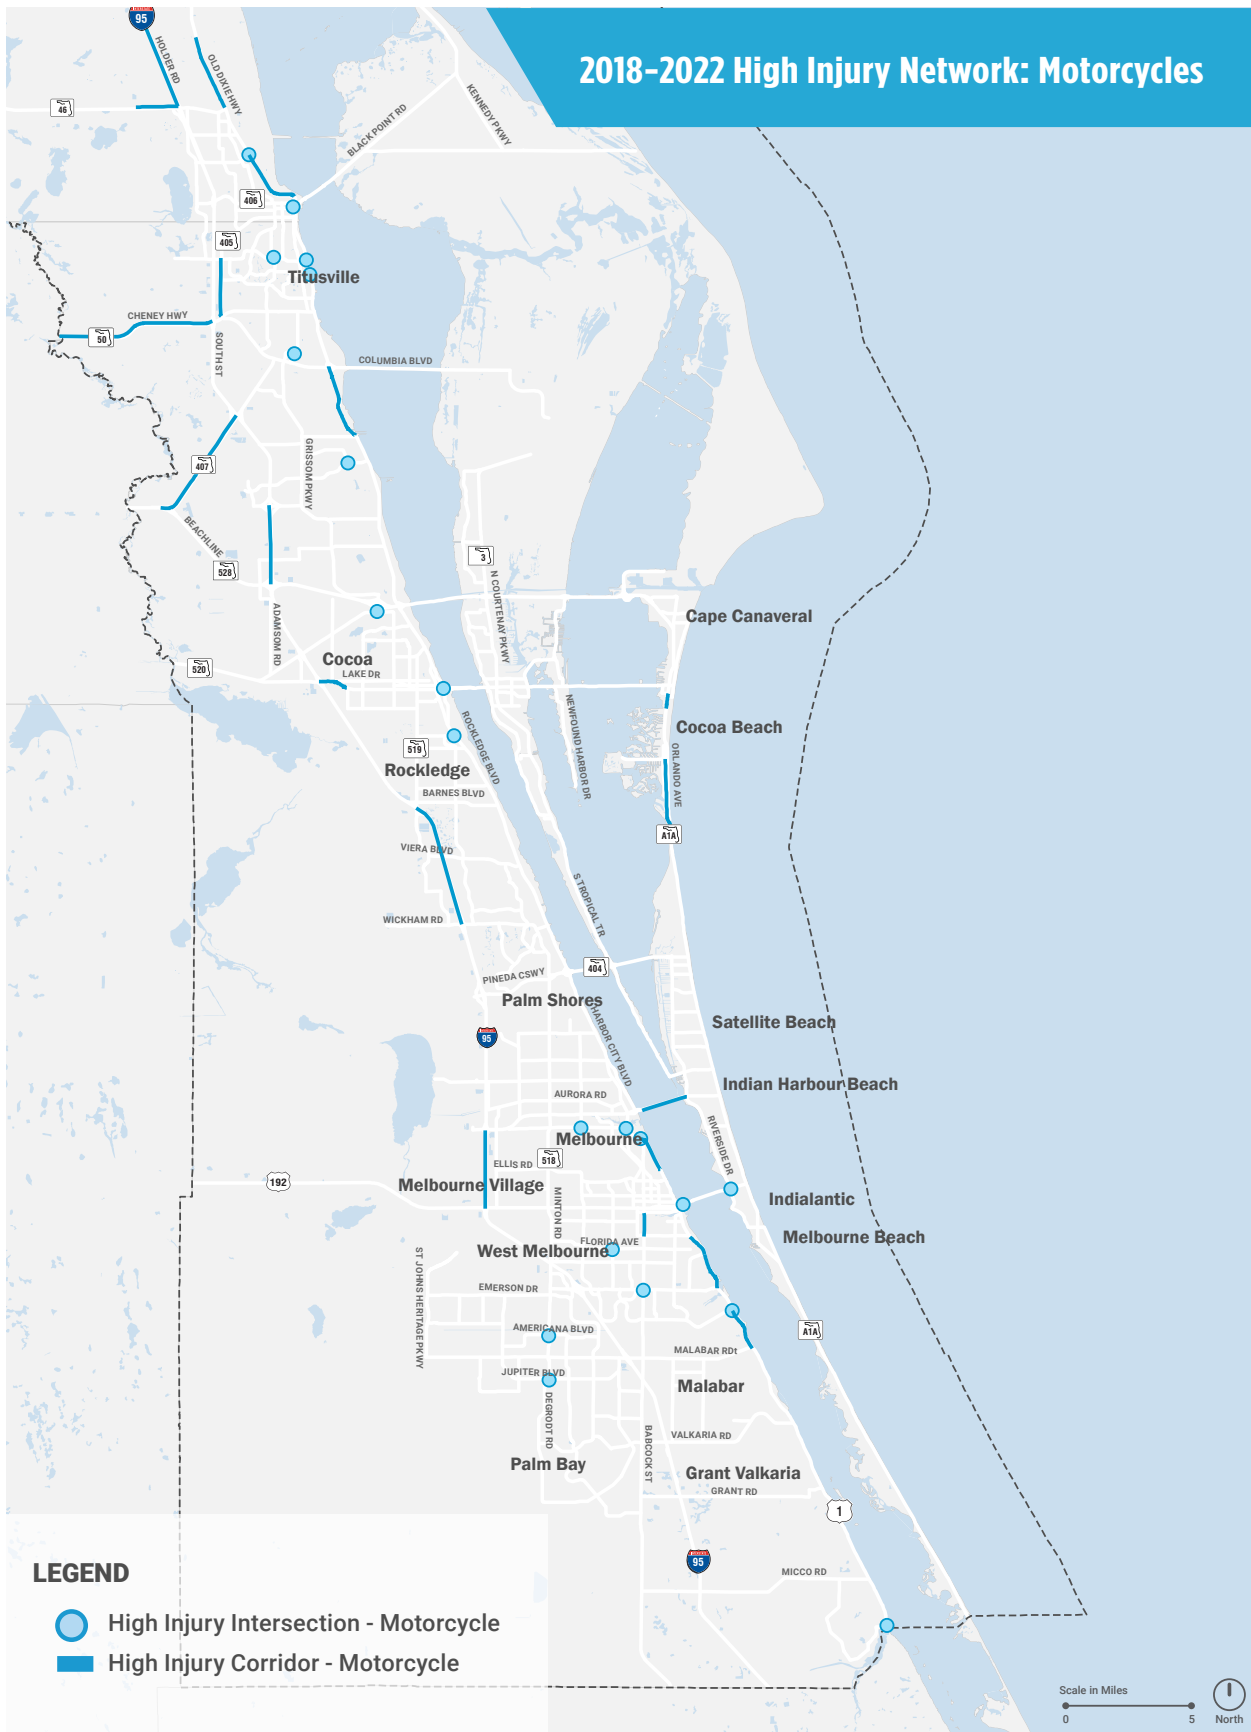 2018-2022 High Injury Network: Motorcycles
95
HOLDER RD
OLD DIXIE HWY
46
KENNEDY PKWY
BLACK POINT RD
406
405
Titusville
CHENEY HWY
50
SOUTH ST
COLUMBIA BLVD
GRISSOM PKWY
407
BEACHLINE
528
3
N COURTENAY PKWY
ADAMSOM RD
Cape Canaveral
Cocoa
520
LAKE DR
NEWFOUND HARBOR DR
ROCKLEDGE BLVD
Cocoa Beach
ORLANDO AVE
519
Rockledge
BARNES BLVD
A1A
VIERA BLVD
S TROPICAL TR
WICKHAM RD
404
PINEDA CSWY
Palm Shores
HARBOR CITY BLVD
Satellite Beach
95
Indian Harbour Beach
AURORA RD
RIVERSIDE DR
Melbourne
518
ELLIS RD
192
Melbourne Village
MINTON RD
Indialantic
Melbourne Beach
FLORIDA AVE
West Melbourne
ST JOHNS HERITAGE PKWY
EMERSON DR
AMERICANA BLVD
A1A
MALABAR RDt
JUPITER BLVD
Malabar
DEGRODT RD
BABCOCK ST
VALKARIA RD
Palm Bay
Grant Valkaria
GRANT RD
1
95
MICCO RD
LEGEND
High Injury Intersection - Motorcycle
High Injury Corridor - Motorcycle
Scale in Miles
0
5
North